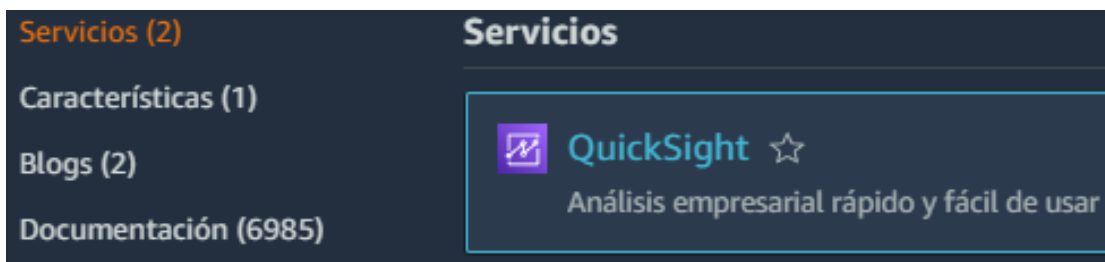 Servicios (2)
Características (1)
Blogs (2)
Documentación (6985)
Servicios
QuickSight
Análisis empresarial rápido y fácil de usar